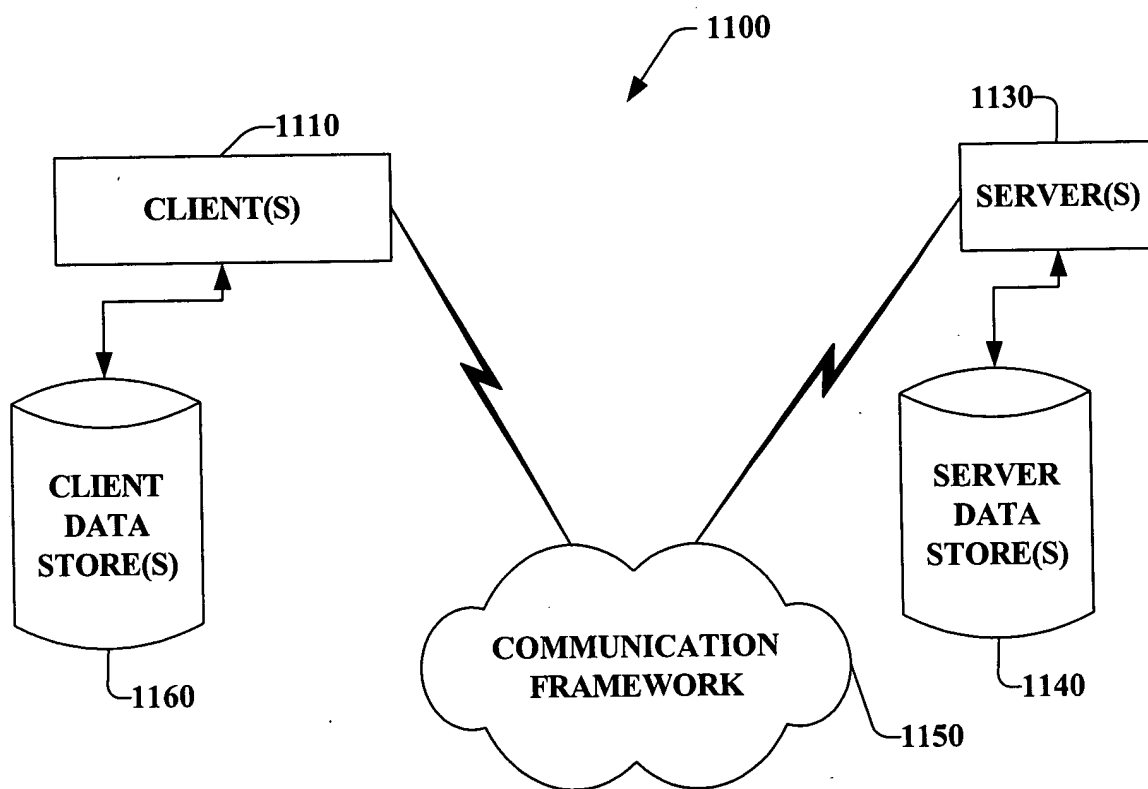 1100
1110
1130
CLIENT(S)
SERVER(S)
CLIENT
DATA
STORE(S)
SERVER
DATA
STORE(S)
COMMUNICATION
FRAMEWORK
1160
1140
1150